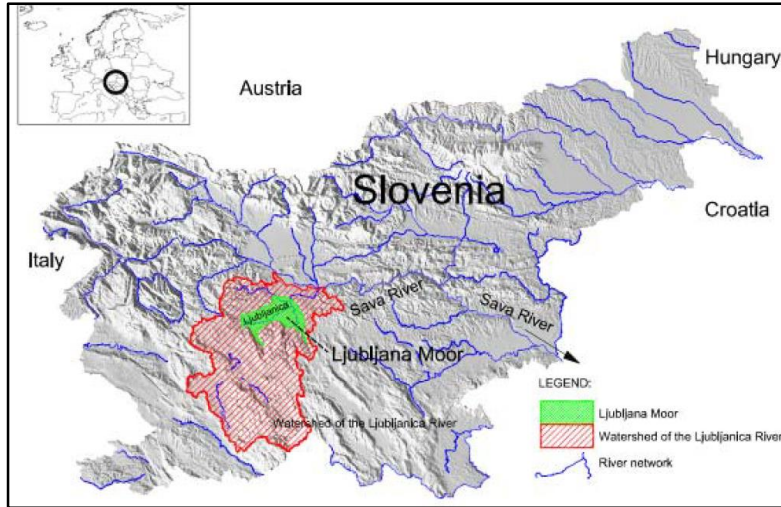 Austria
Hungary
Slovenia
Croatia
Italy
Ljubljanica
Sava River
Sava River
Ljubljana Moor
Watershed of the Ljubljanica River
LEGEND:
Ljubljana Moor
Watershed of the Ljubljanica River
River network